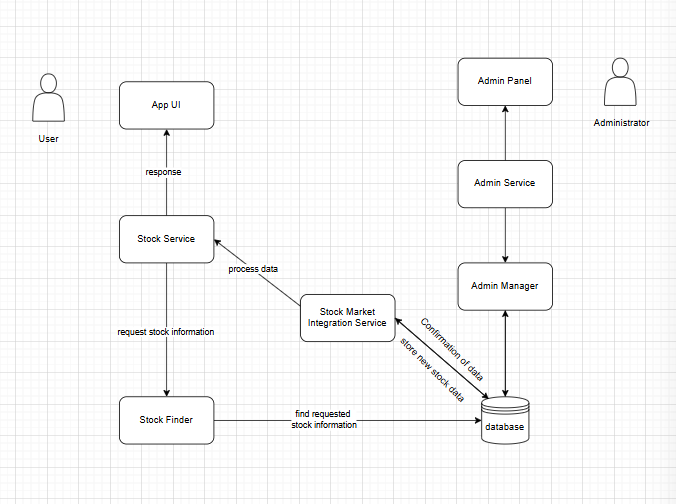 Admin Panel
App UI
Administrator
User
response
Admin Service
Stock Service
process data
Admin Manager
Stock Market
Integration Service
request stock information
Confirmation of data
store new stock data
Stock Finder
find requested
stock information
database